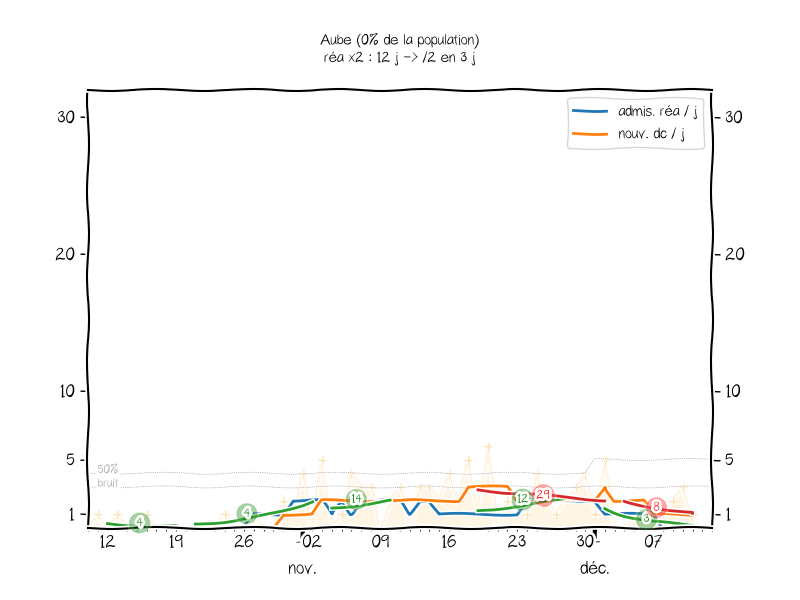 Aube (0% de la population)
réa x2 : 12 j -> /2 en 3 j
admis. réa / j
nouv. dc / j
30 30
20 20
10 10
5 5
50%
bruit
1 1
4 4 14 12 29 3 8
12 19 26 02 09 16 23 30 07
nov. déc.